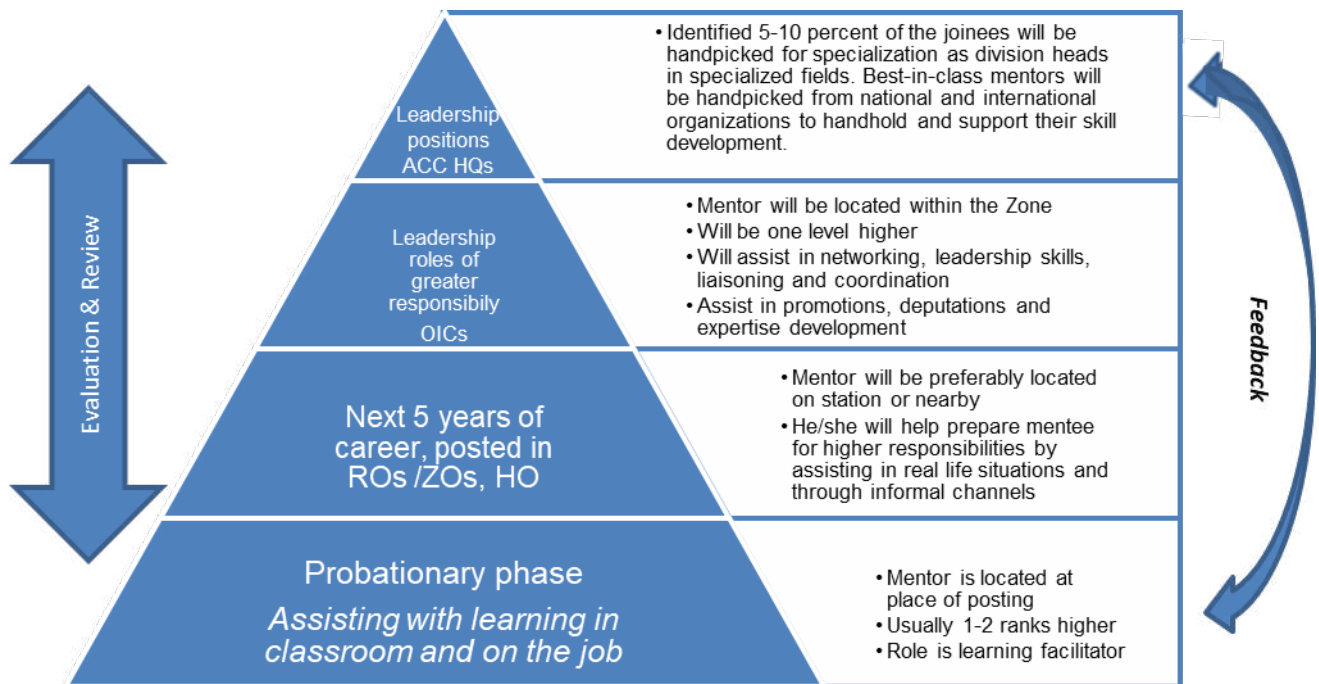 Evaluation & Review
Leadership
positions
ACC HQs
• Identified 5-10 percent of the joinees will be
handpicked for specialization as division heads
in specialized fields. Best-in-class mentors will
be handpicked from national and international
organizations to handhold and support their skill
development.
Leadership
roles of
greater
responsibily
OICs
• Mentor will be located within the Zone
• Will be one level higher
• Will assist in networking, leadership skills,
liaisoning and coordination
• Assist in promotions, deputations and
expertise development
Next 5 years of
career, posted in
ROs /ZOs, HO
• Mentor will be preferably located
on station or nearby
• He/she will help prepare mentee
for higher responsibilities by
assisting in real life situations and
through informal channels
Probationary phase
Assisting with learning in
classroom and on the job
• Mentor is located at
place of posting
• Usually 1-2 ranks higher
• Role is learning facilitator
Feedback